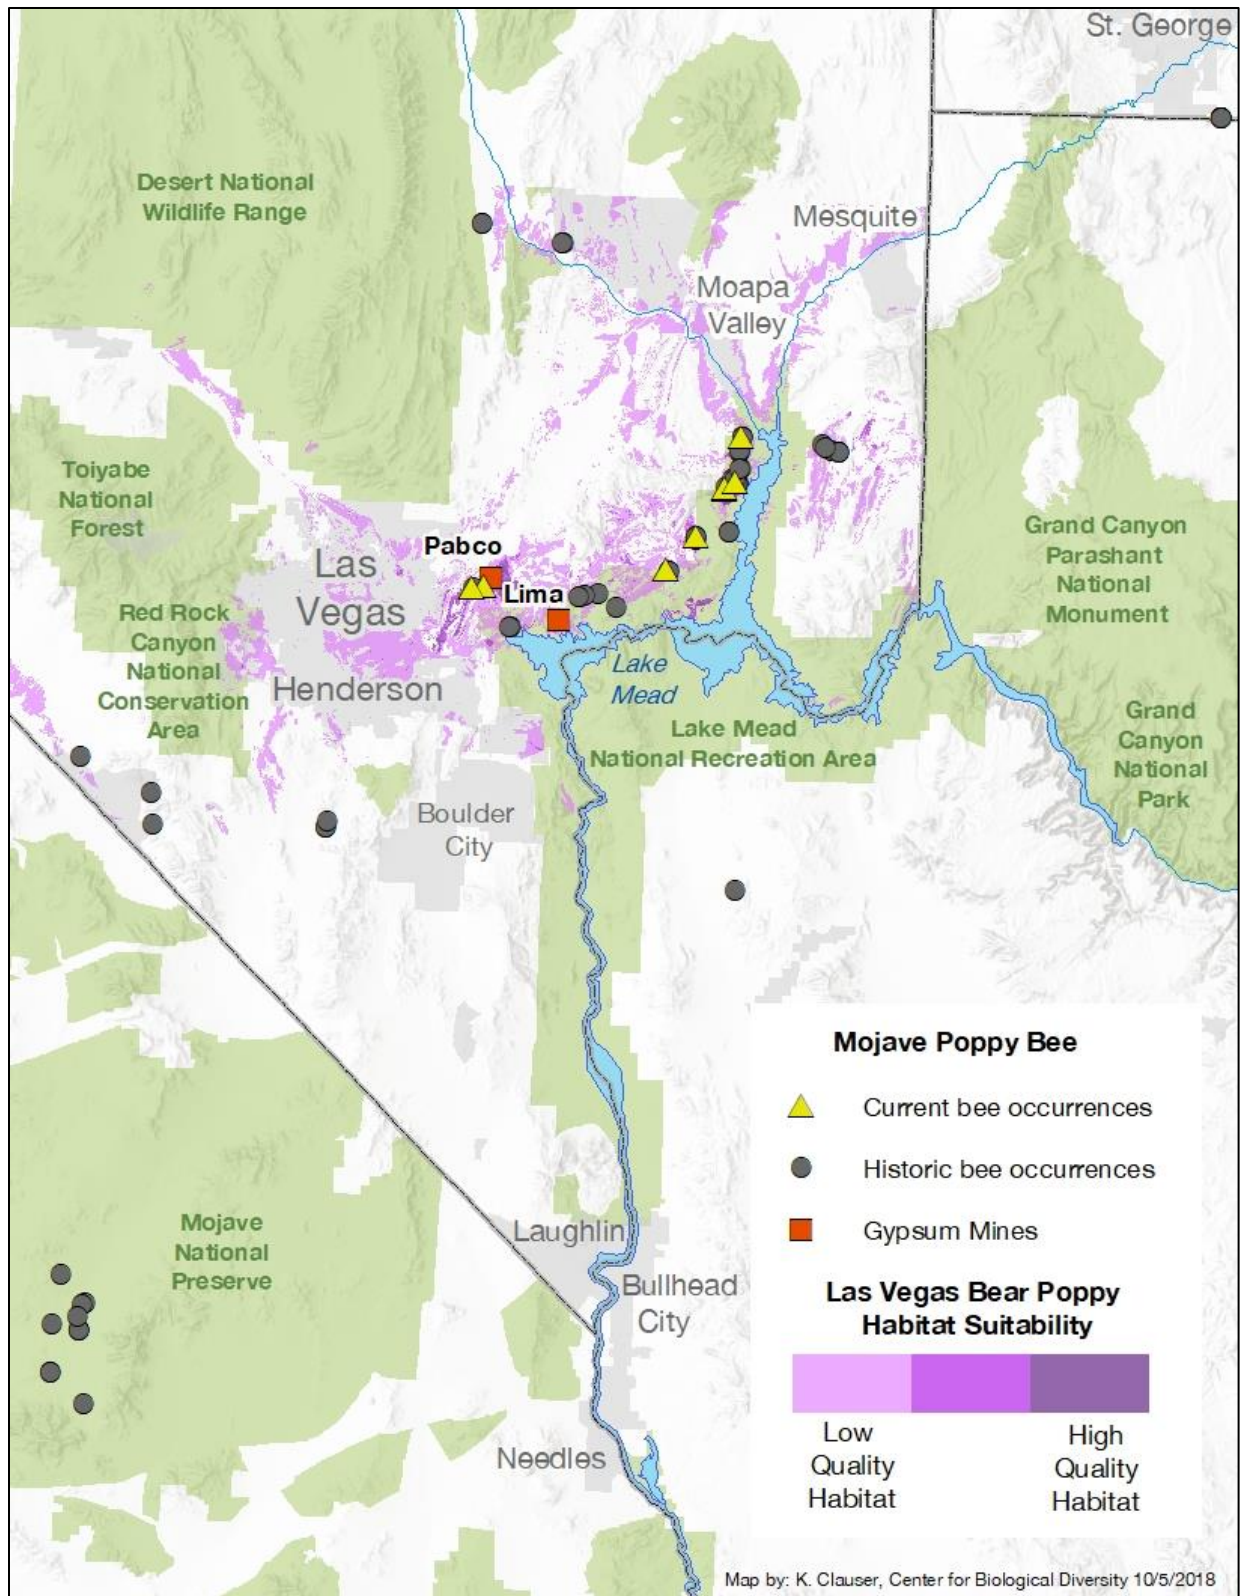 St. George
Desert National
Wildlife Range
Mesquite
Moapa
Valley
Toiyabe
National
Forest
Pabco
Las
Vegas
Lima
Grand Canyon
Parashant
National
Monument
Red Rock
Canyon
National
Conservation
Area
Henderson
Lake
Mead
Lake Mead
National Recreation Area
Grand
Canyon
National
Park
Boulder
City
Mojave Poppy Bee
Current bee occurrences
Historic bee occurrences
Gypsum Mines
Las Vegas Bear Poppy
Habitat Suitability
Low
Quality
Habitat
High
Quality
Habitat
Mojave
National
Preserve
Laughlin
Bullhead
City
Needles
Map by: K. Clauser, Center for Biological Diversity 10/5/2018